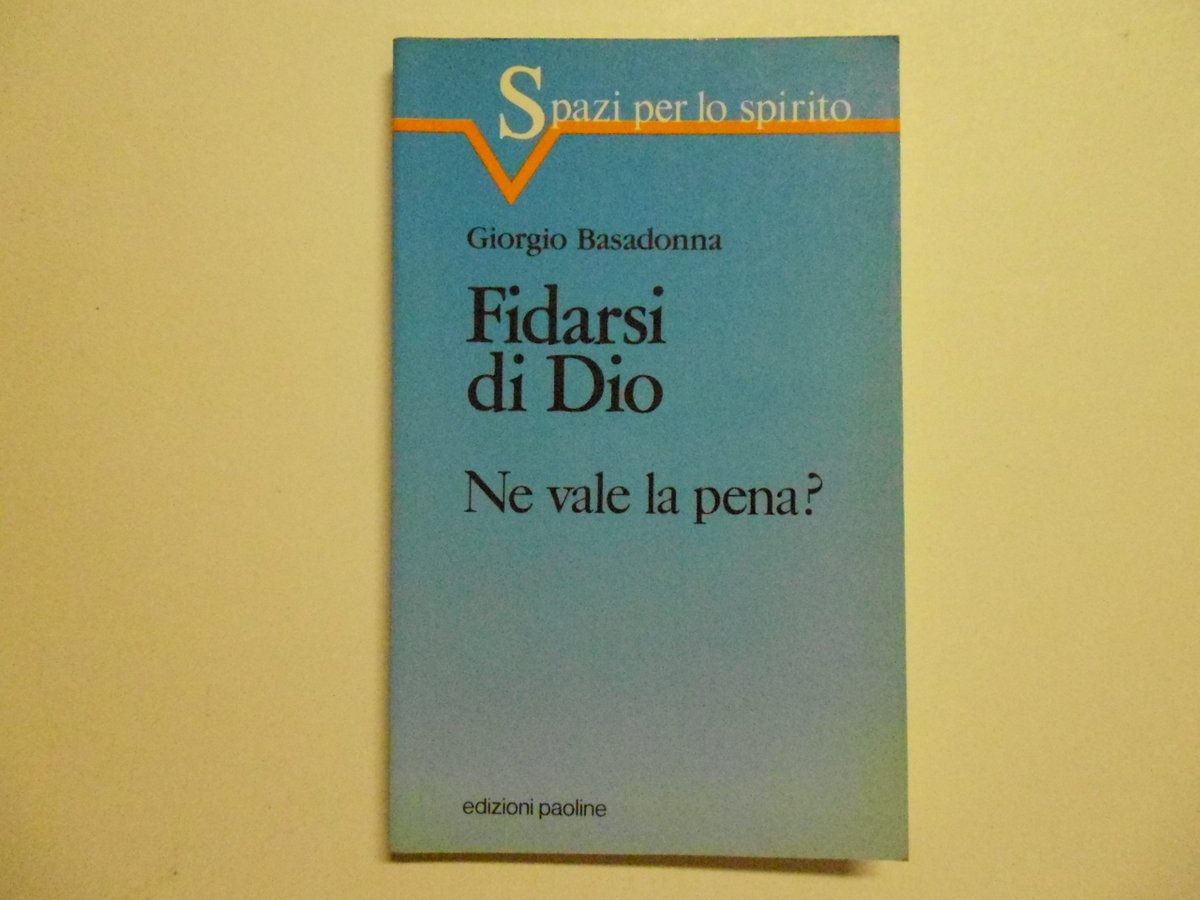 Spazi per lo spirito
Giorgio Basadonna
Fidarsi
di Dio
Ne vale la pena?
edizioni paoline